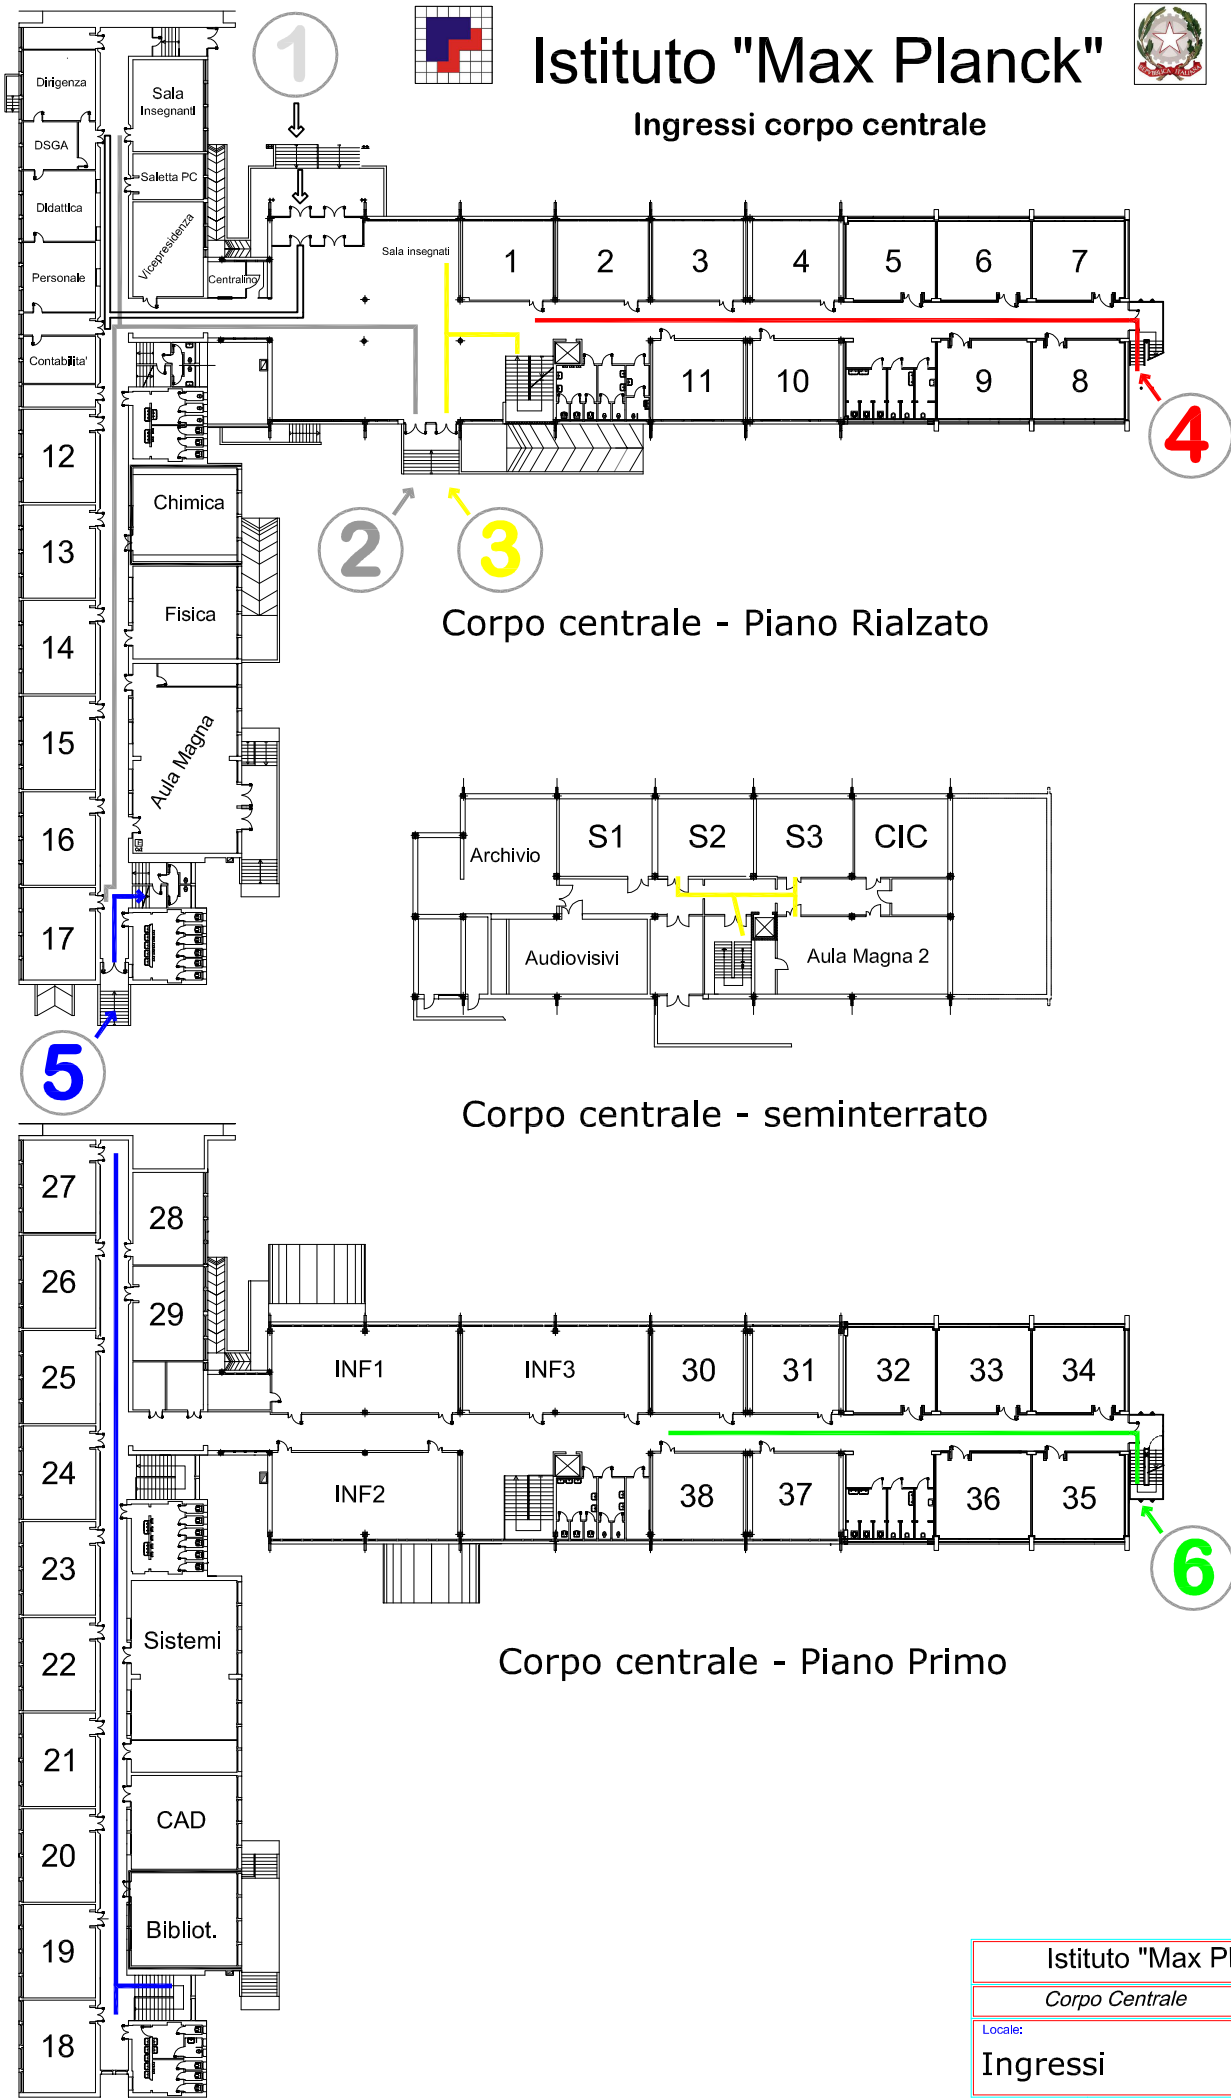 Istituto "Max Planck"
Ingressi corpo centrale
1
Dirigenza
Sala
Insegnanti
DSGA
Saletta PC
Didattica
Vicepresidenza
Personale
Centralino
Contabilita'
Sala insegnati
1
2
3
4
5
6
7
11
10
9
8
4
12
13
14
15
16
17
Chimica
Fisica
Aula Magna
2
3
5
Corpo centrale - Piano Rialzato
Archivio
S1
S2
S3
CIC
Audiovisivi
Aula Magna 2
Corpo centrale - seminterrato
27
26
25
24
23
22
21
20
19
18
28
29
Sistemi
CAD
Bibliot.
INF1
INF3
30
31
32
33
34
INF2
38
37
36
35
6
Corpo centrale - Piano Primo
Istituto "Max Pl
Corpo Centrale
Locale:
Ingressi